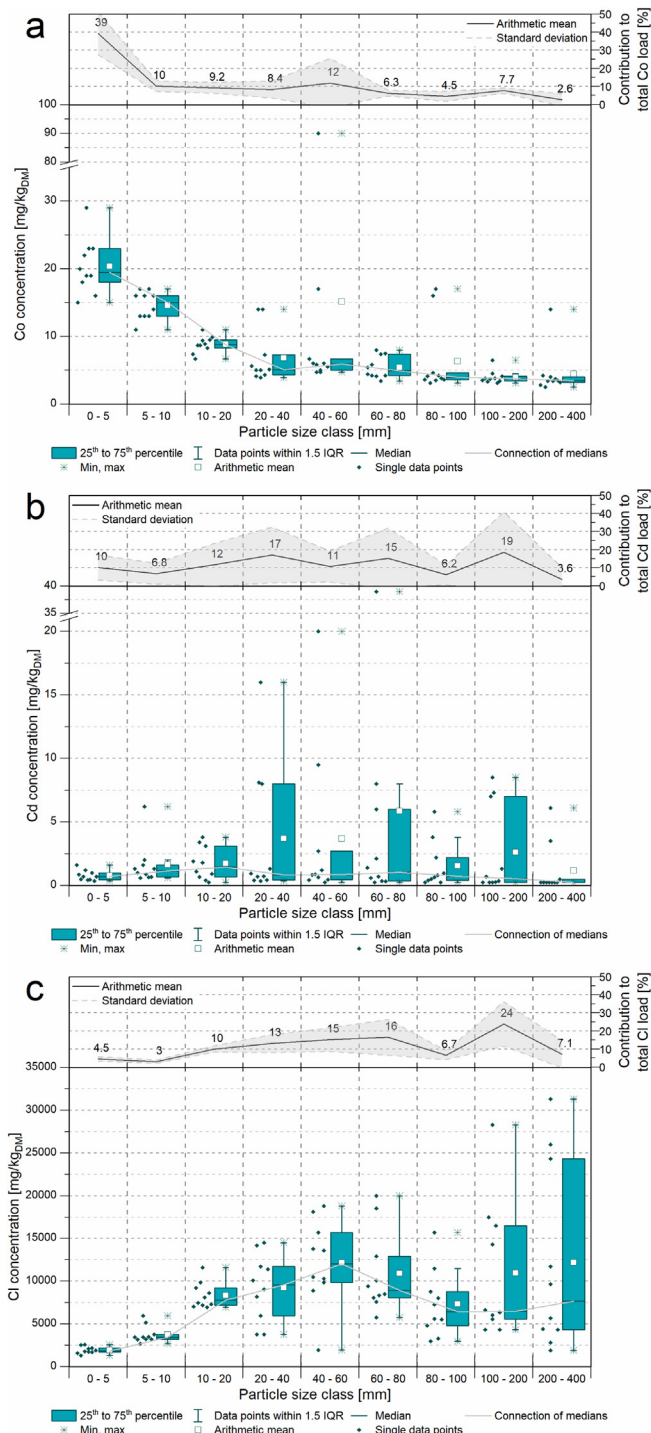 a
Arithmetic mean
Standard deviation
39
10
9.2
8.4
12
6.3
4.5
7.7
2.6
50
40
30
20
10
0
Contribution to
total Co load [%]
100
90
80
30
20
10
0
Co concentration [mg/kgDM]
0 - 5
5 - 10
10 - 20
20 - 40
40 - 60
60 - 80
80 - 100
100 - 200
200 - 400
Particle size class [mm]
25th to 75th percentile
Data points within 1.5 IQR
Median
Connection of medians
Min, max
Arithmetic mean
Single data points
b
Arithmetic mean
Standard deviation
10
6.8
12
17
11
15
6.2
19
3.6
50
40
30
20
10
0
Contribution to
total Cd load [%]
40
35
20
15
10
5
0
Cd concentration [mg/kgDM]
0 - 5
5 - 10
10 - 20
20 - 40
40 - 60
60 - 80
80 - 100
100 - 200
200 - 400
Particle size class [mm]
25th to 75th percentile
Data points within 1.5 IQR
Median
Connection of medians
Min, max
Arithmetic mean
Single data points
c
Arithmetic mean
Standard deviation
4.5
3
10
13
15
16
6.7
24
7.1
50
40
30
20
10
0
Contribution to
total Cl load [%]
35000
30000
25000
20000
15000
10000
5000
0
Cl concentration [mg/kgDM]
0 - 5
5 - 10
10 - 20
20 - 40
40 - 60
60 - 80
80 - 100
100 - 200
200 - 400
Particle size class [mm]
25th to 75th percentile
Data points within 1.5 IQR
Median
Connection of medians
Min, max
Arithmetic mean
Single data points